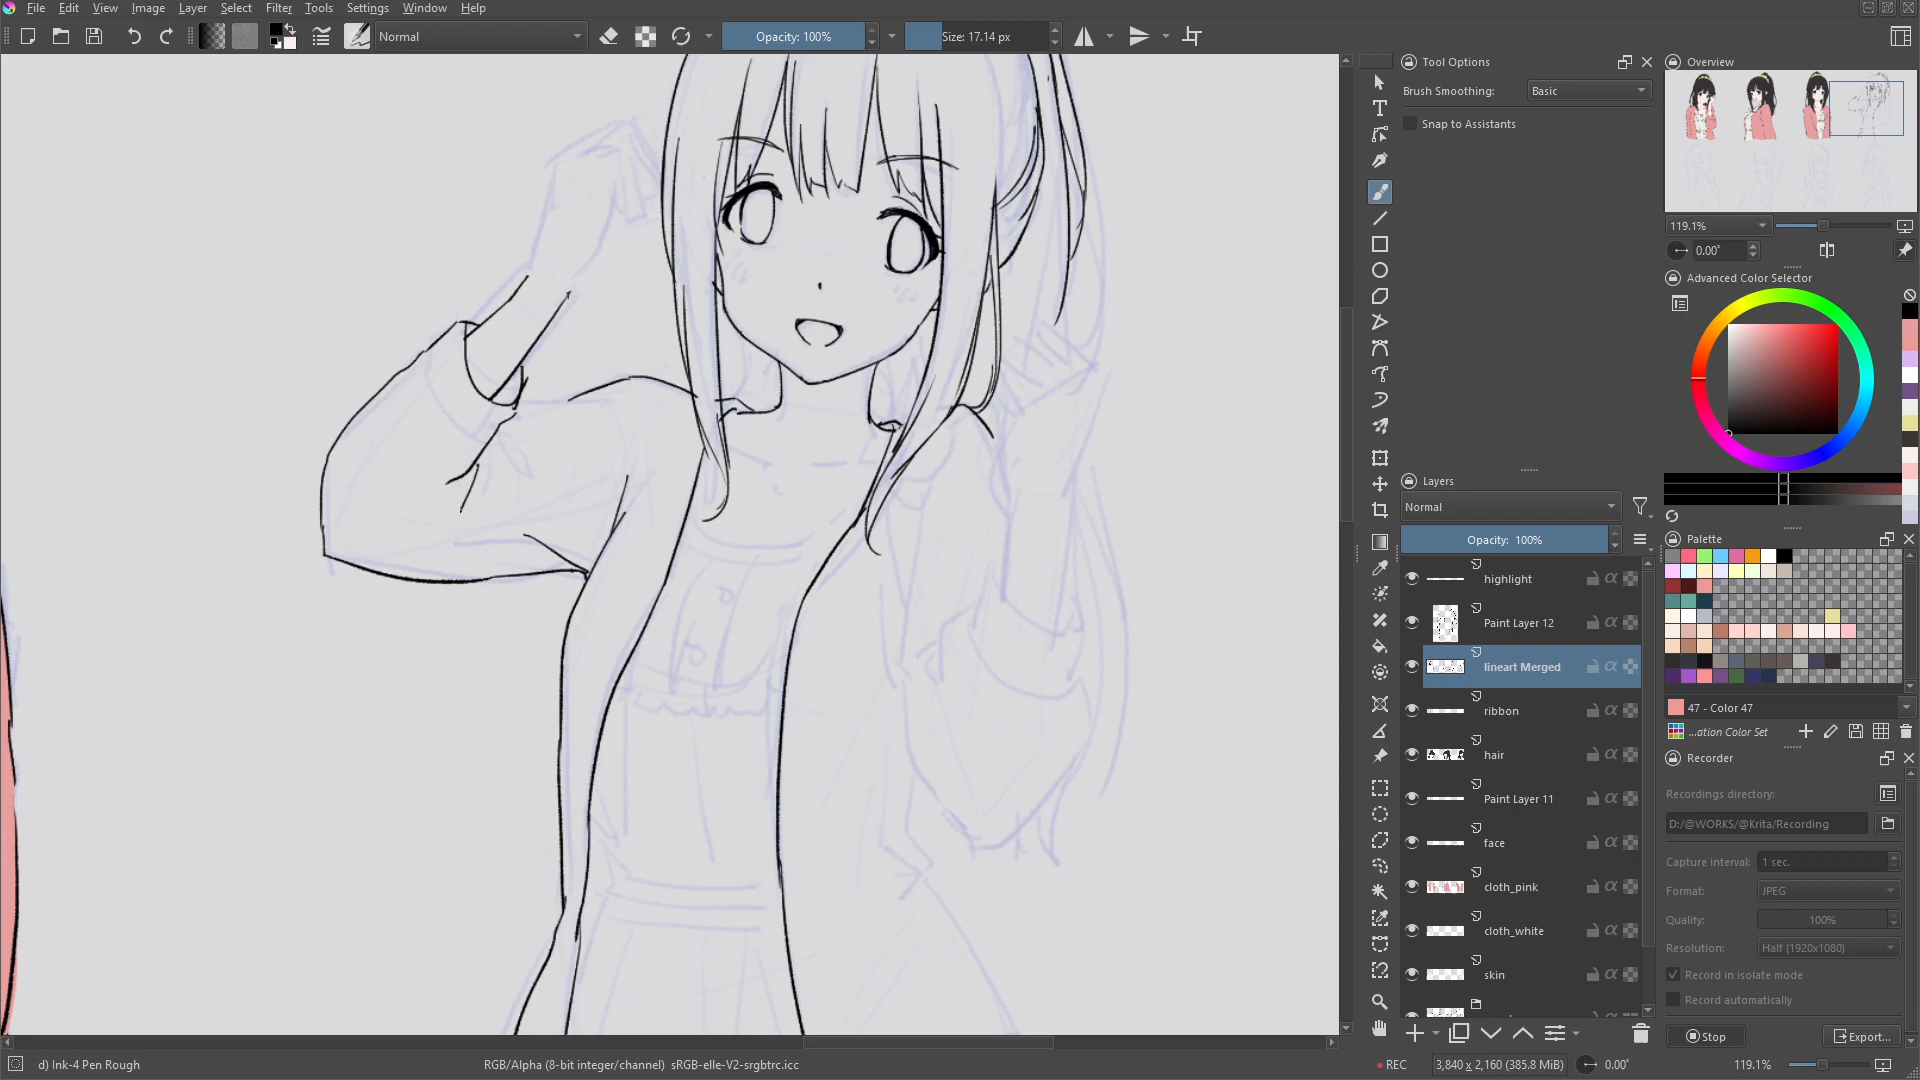 File Edit View Image Layer Select Filter Tools Settings Window Help
Normal
Opacity: 100%
Size: 17.14 px
Tool Options
Brush Smoothing: Basic
Snap to Assistants
Overview
119.1%
0.00°
Advanced Color Selector
Layers
Normal
Opacity: 100%
highlight
Paint Layer 12
lineart Merged
ribbon
hair
Paint Layer 11
face
cloth_pink
cloth_white
skin
Palette
47 - Color 47
...ation Color Set
Recorder
Recordings directory:
D:/@WORKS/@Krita/Recording
Capture interval: 1 sec.
Format: JPEG
Quality: 100%
Resolution: Half (1920x1080)
Record in isolate mode
Record automatically
Stop Export...
d) Ink-4 Pen Rough
RGB/Alpha (8-bit integer/channel) sRGB-elle-V2-srgbtrc.icc
REC
3,840 x 2,160 (385.8 MiB)
0.00°
119.1%